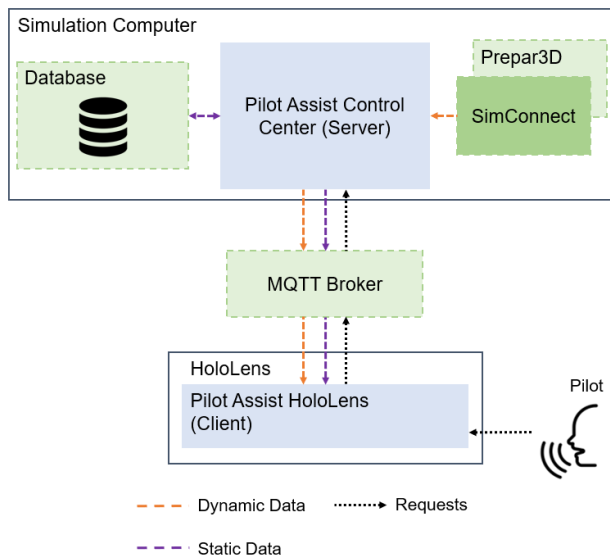 Simulation Computer
Database
Pilot Assist Control
Center (Server)
Prepar3D
SimConnect
MQTT Broker
HoloLens
Pilot Assist HoloLens
(Client)
Pilot
Dynamic Data
Requests
Static Data